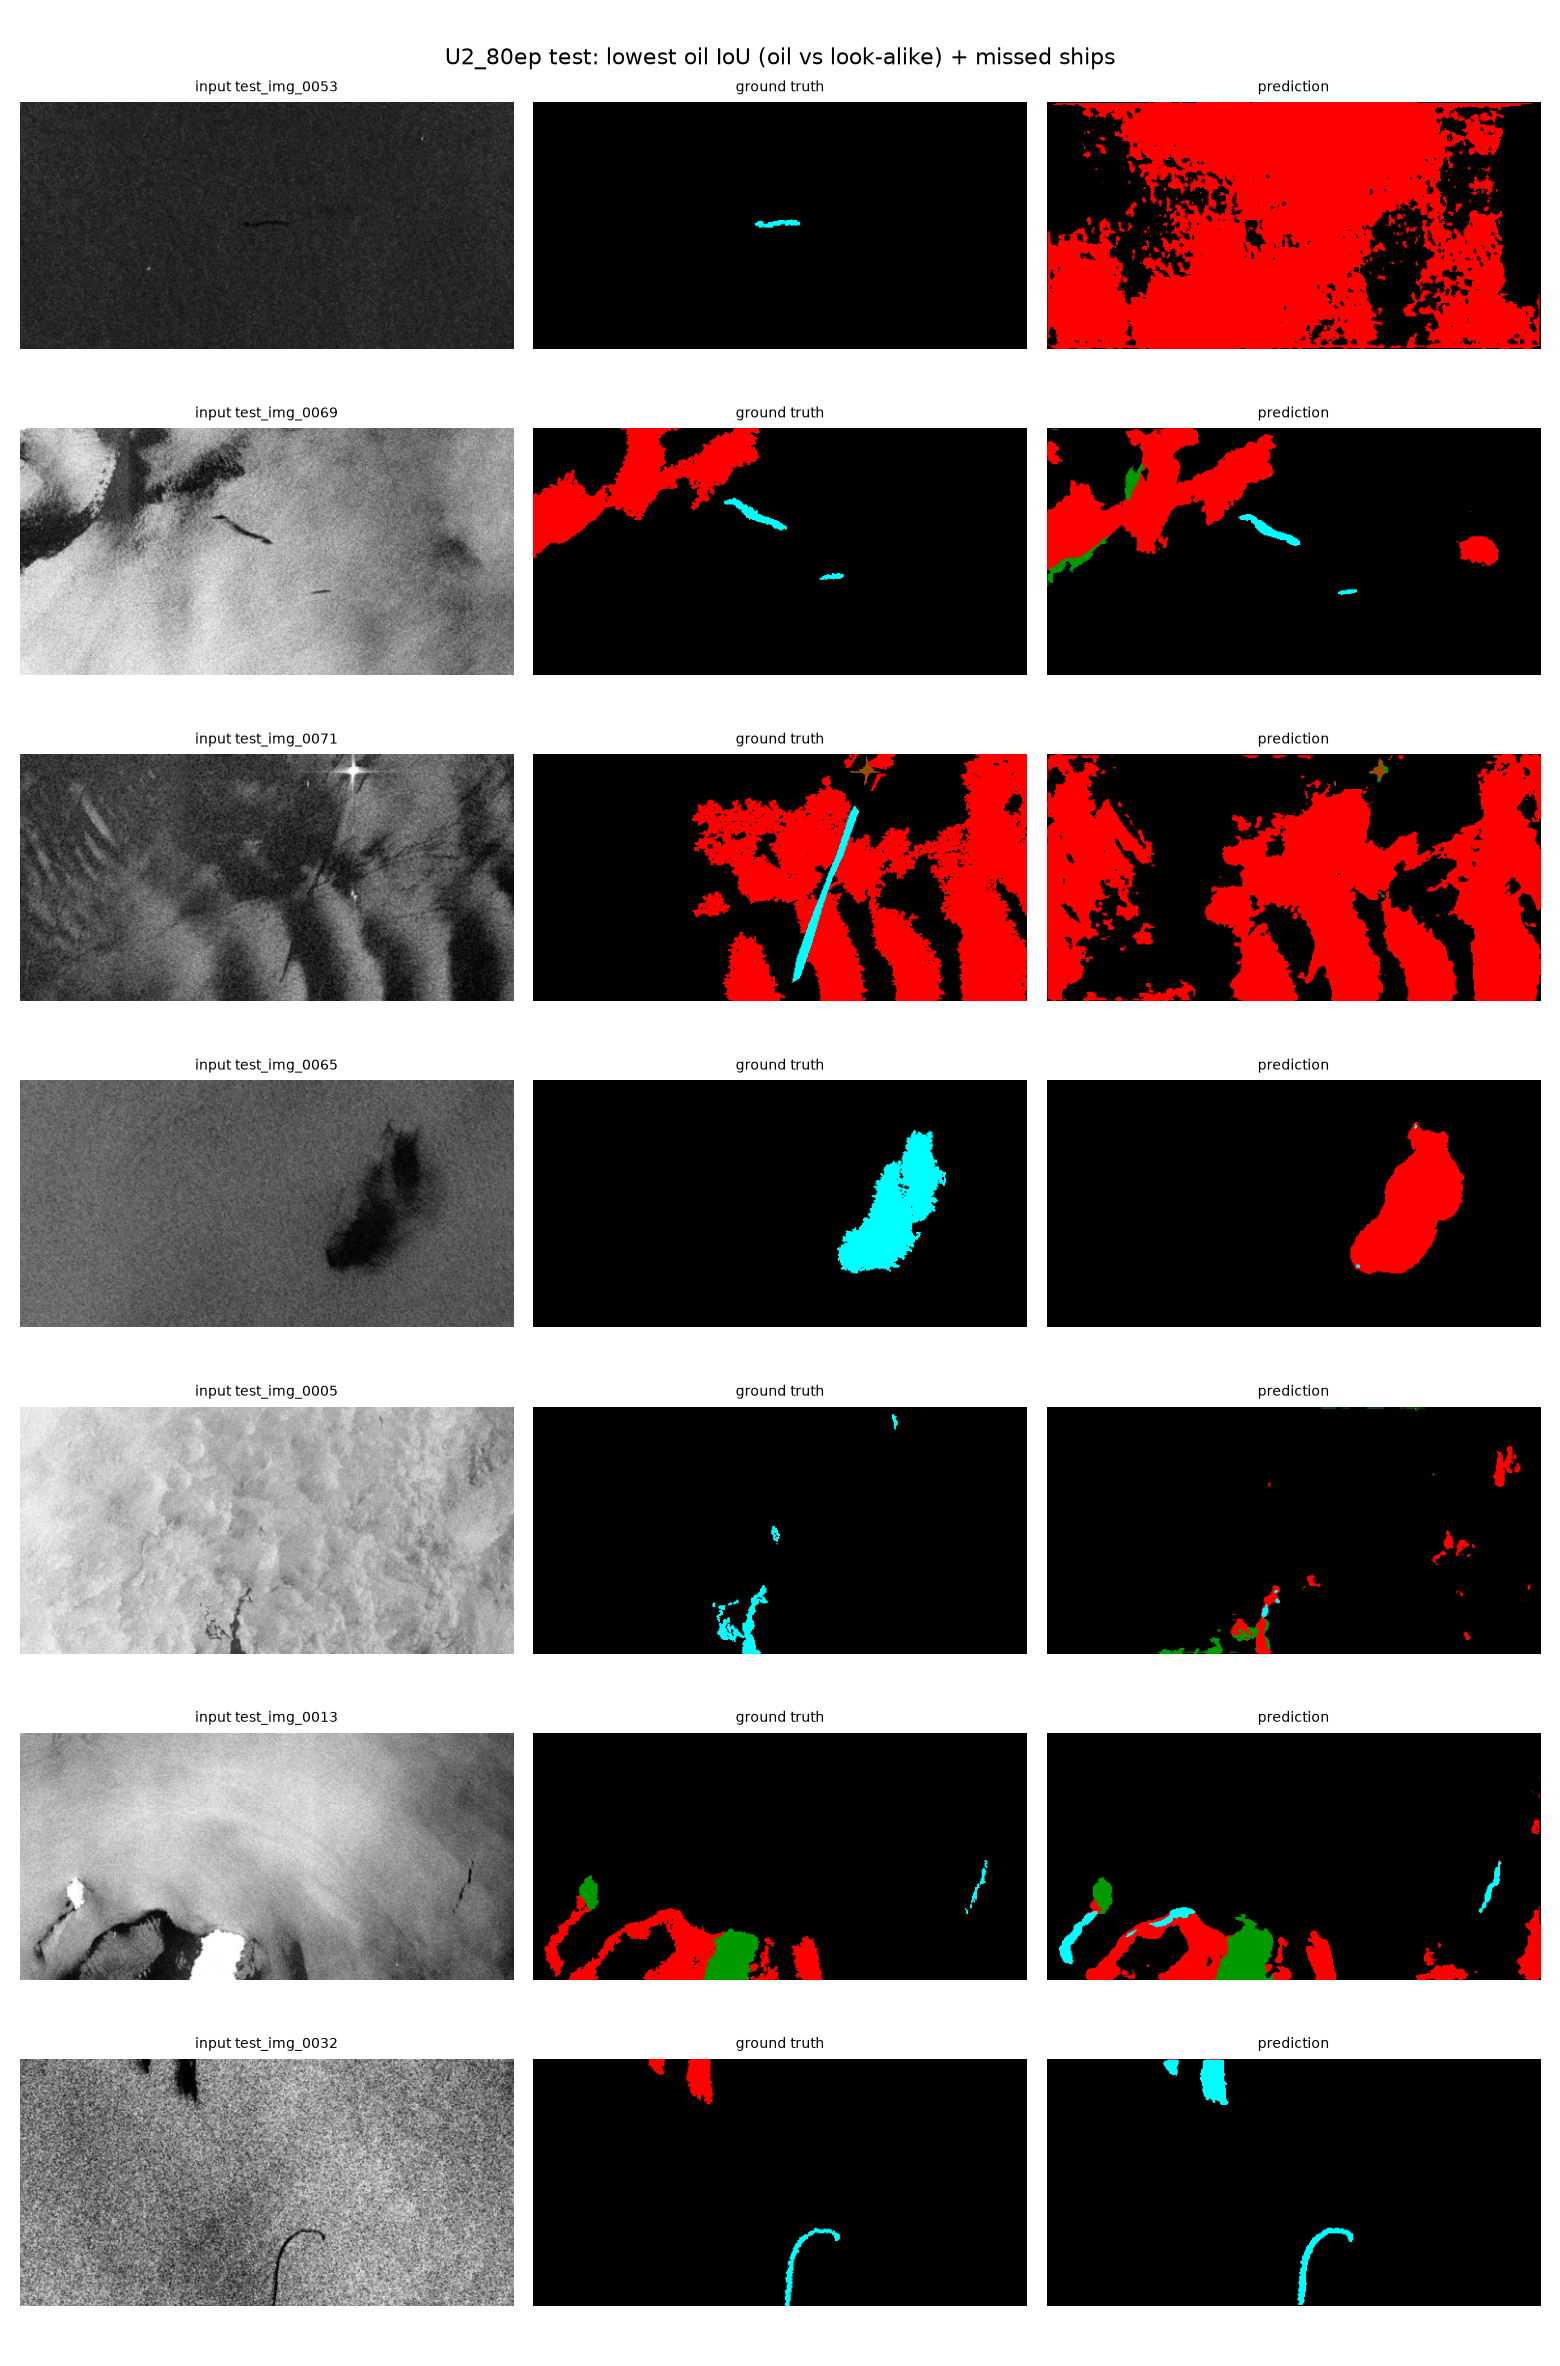 U2_80ep test: lowest oil IoU (oil vs look-alike) + missed ships
input test_img_0053
ground truth
prediction
input test_img_0069
ground truth
prediction
input test_img_0071
ground truth
prediction
input test_img_0065
ground truth
prediction
input test_img_0005
ground truth
prediction
input test_img_0013
ground truth
prediction
input test_img_0032
ground truth
prediction